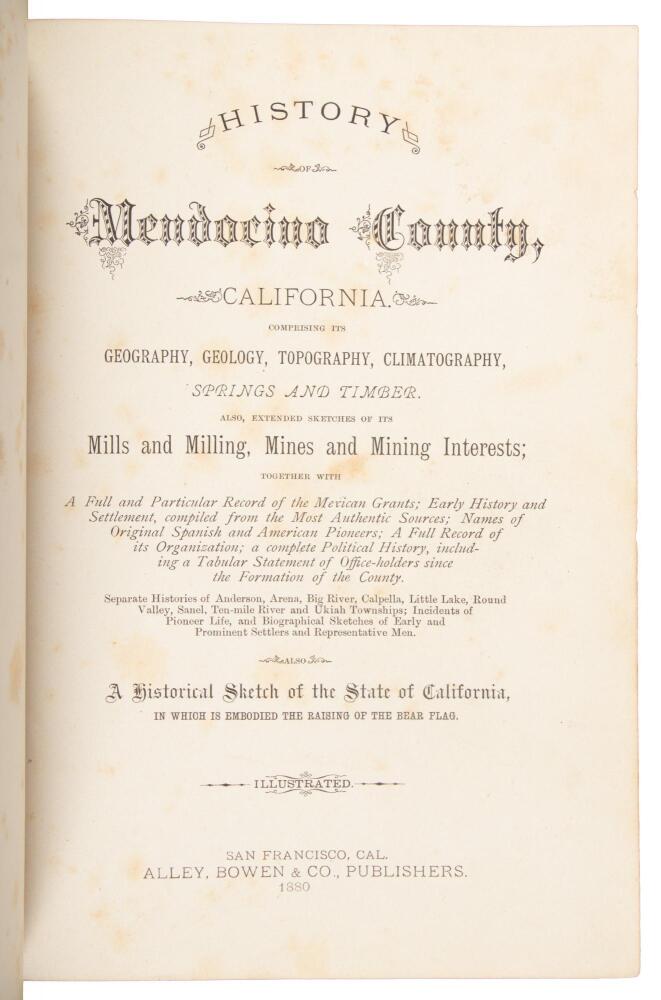 HISTORY
OF
Mendocino County,
CALIFORNIA.
COMPRISING ITS
GEOGRAPHY, GEOLOGY, TOPOGRAPHY, CLIMATOGRAPHY,
SPRINGS AND TIMBER.
ALSO, EXTENDED SKETCHES OF ITS
Mills and Milling, Mines and Mining Interests;
TOGETHER WITH
A Full and Particular Record of the Mexican Grants; Early History and
Settlement, compiled from the Most Authentic Sources; Names of
Original Spanish and American Pioneers; A Full Record of
its Organization; a complete Political History, includ-
ing a Tabular Statement of Office-holders since
the Formation of the County.
Separate Histories of Anderson, Arena, Big River, Calpella, Little Lake, Round
Valley, Sanel, Ten-mile River and Ukiah Townships; Incidents of
Pioneer Life, and Biographical Sketches of Early and
Prominent Settlers and Representative Men.
ALSO
A Historical Sketch of the State of California,
IN WHICH IS EMBODIED THE RAISING OF THE BEAR FLAG.
ILLUSTRATED.
SAN FRANCISCO, CAL.
ALLEY, BOWEN & CO., PUBLISHERS.
1880